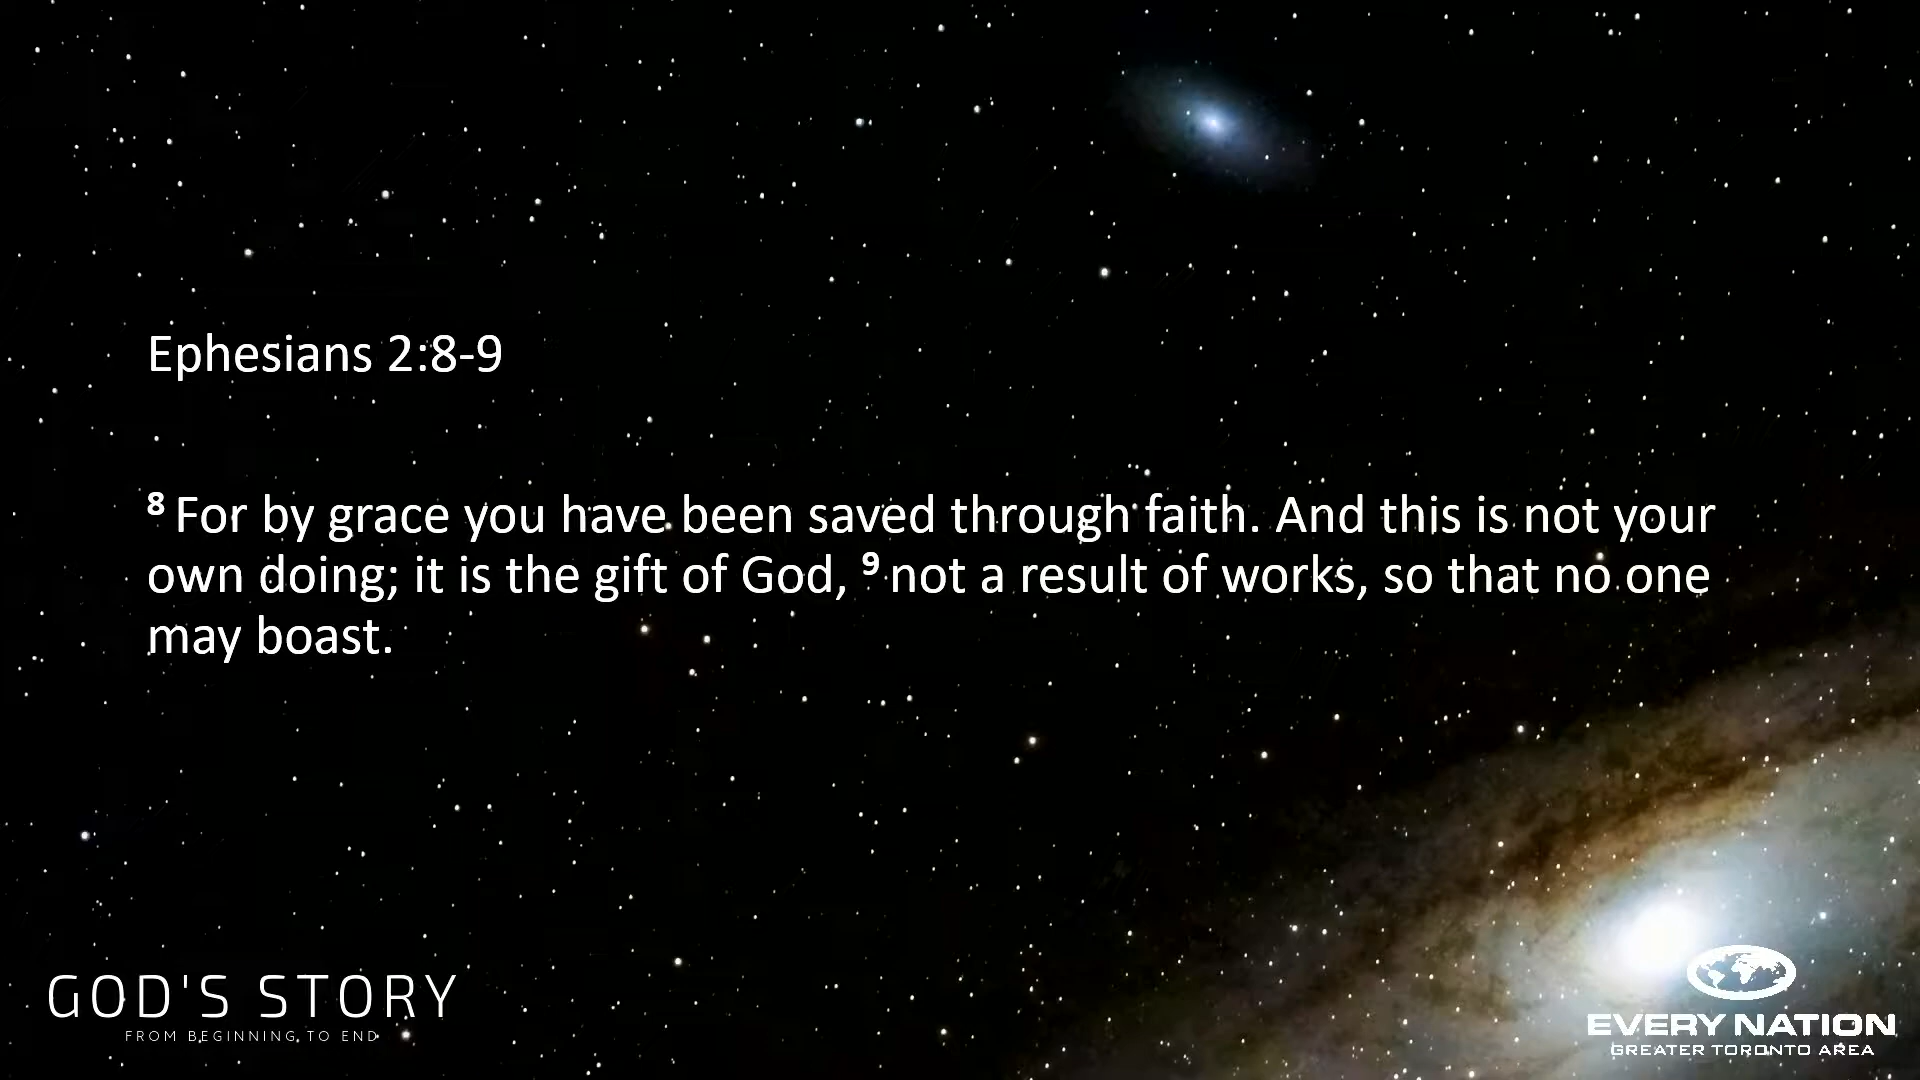 Ephesians 2:8-9
⁸ For by grace you have been saved through faith. And this is not your
own doing; it is the gift of God, ⁹ not a result of works, so that no one
may boast.
GOD'S STORY
FROM BEGINNING TO END
EVERY NATION
GREATER TORONTO AREA